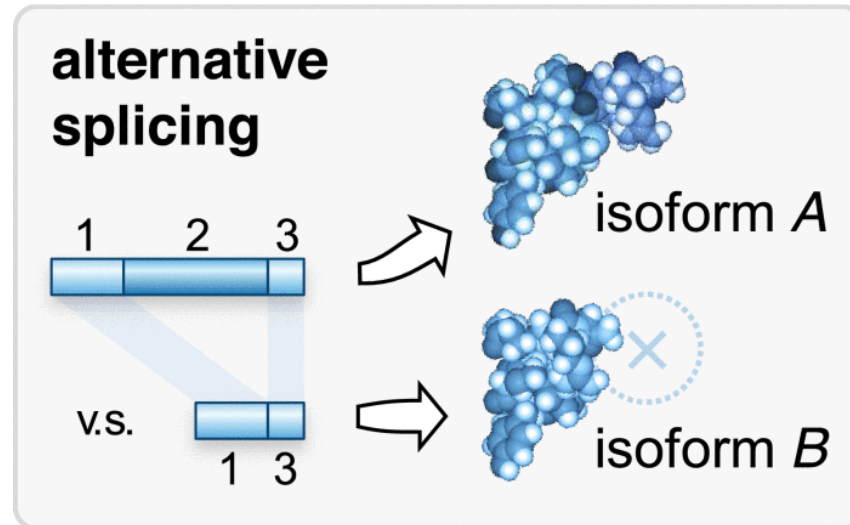 alternative
splicing
1 2 3
isoform A
v.s.
1 3
isoform B